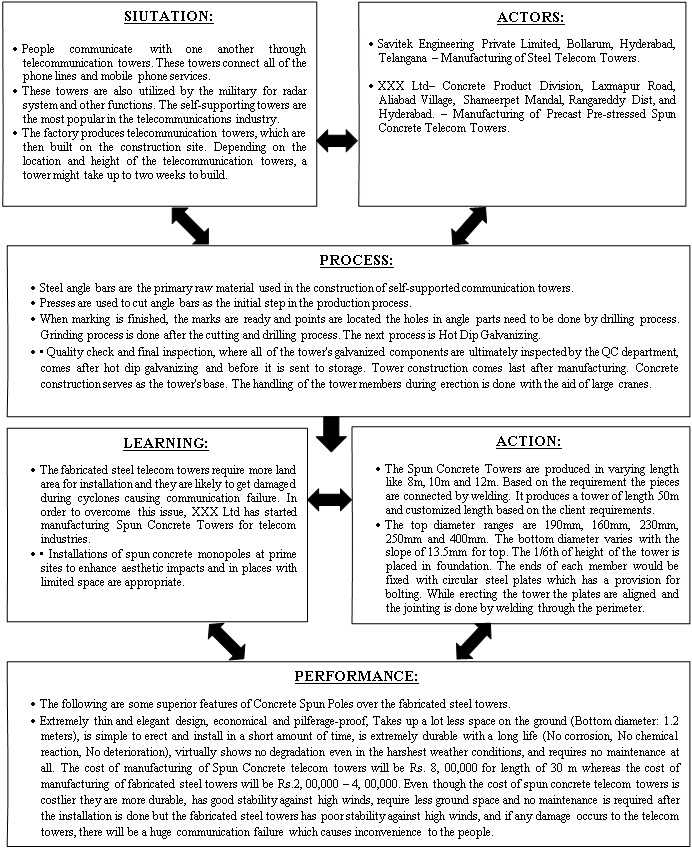 SIUTATION:
• People communicate with one another through
telecommunication towers. These towers connect all of the
phone lines and mobile phone services.
• These towers are also utilized by the military for radar
system and other functions. The self-supporting towers are
the most popular in the telecommunications industry.
• The factory produces telecommunication towers, which are
then built on the construction site. Depending on the
location and height of the telecommunication towers, a
tower might take up to two weeks to build.
ACTORS:
• Savitek Engineering Private Limited, Bollarum, Hyderabad,
Telangana – Manufacturing of Steel Telecom Towers.
• XXX Ltd– Concrete Product Division, Laxmapur Road,
Aliabad Village, Shameerpet Mandal, Rangareddy Dist, and
Hyderabad. – Manufacturing of Precast Pre-stressed Spun
Concrete Telecom Towers.
PROCESS:
• Steel angle bars are the primary raw material used in the construction of self-supported communication towers.
• Presses are used to cut angle bars as the initial step in the production process.
• When marking is finished, the marks are ready and points are located the holes in angle parts need to be done by drilling process.
Grinding process is done after the cutting and drilling process. The next process is Hot Dip Galvanizing.
• • Quality check and final inspection, where all of the tower's galvanized components are ultimately inspected by the QC department,
comes after hot dip galvanizing and before it is sent to storage. Tower construction comes last after manufacturing. Concrete
construction serves as the tower's base. The handling of the tower members during erection is done with the aid of large cranes.
LEARNING:
• The fabricated steel telecom towers require more land
area for installation and they are likely to get damaged
during cyclones causing communication failure. In
order to overcome this issue, XXX Ltd has started
manufacturing Spun Concrete Towers for telecom
industries.
• • Installations of spun concrete monopoles at prime
sites to enhance aesthetic impacts and in places with
limited space are appropriate.
ACTION:
• The Spun Concrete Towers are produced in varying length
like 8m, 10m and 12m. Based on the requirement the pieces
are connected by welding. It produces a tower of length 50m
and customized length based on the client requirements.
• The top diameter ranges are 190mm, 160mm, 230mm,
250mm and 400mm. The bottom diameter varies with the
slope of 13.5mm for top. The 1/6th of height of the tower is
placed in foundation. The ends of each member would be
fixed with circular steel plates which has a provision for
bolting. While erecting the tower the plates are aligned and
the jointing is done by welding through the perimeter.
PERFORMANCE:
• The following are some superior features of Concrete Spun Poles over the fabricated steel towers.
• Extremely thin and elegant design, economical and pilferage-proof, Takes up a lot less space on the ground (Bottom diameter: 1.2
meters), is simple to erect and install in a short amount of time, is extremely durable with a long life (No corrosion, No chemical
reaction, No deterioration), virtually shows no degradation even in the harshest weather conditions, and requires no maintenance at
all. The cost of manufacturing of Spun Concrete telecom towers will be Rs. 8, 00,000 for length of 30 m whereas the cost of
manufacturing of fabricated steel towers will be Rs.2, 00,000 – 4, 00,000. Even though the cost of spun concrete telecom towers is
costlier they are more durable, has good stability against high winds, require less ground space and no maintenance is required after
the installation is done but the fabricated steel towers has poor stability against high winds, and if any damage occurs to the telecom
towers, there will be a huge communication failure which causes inconvenience to the people.